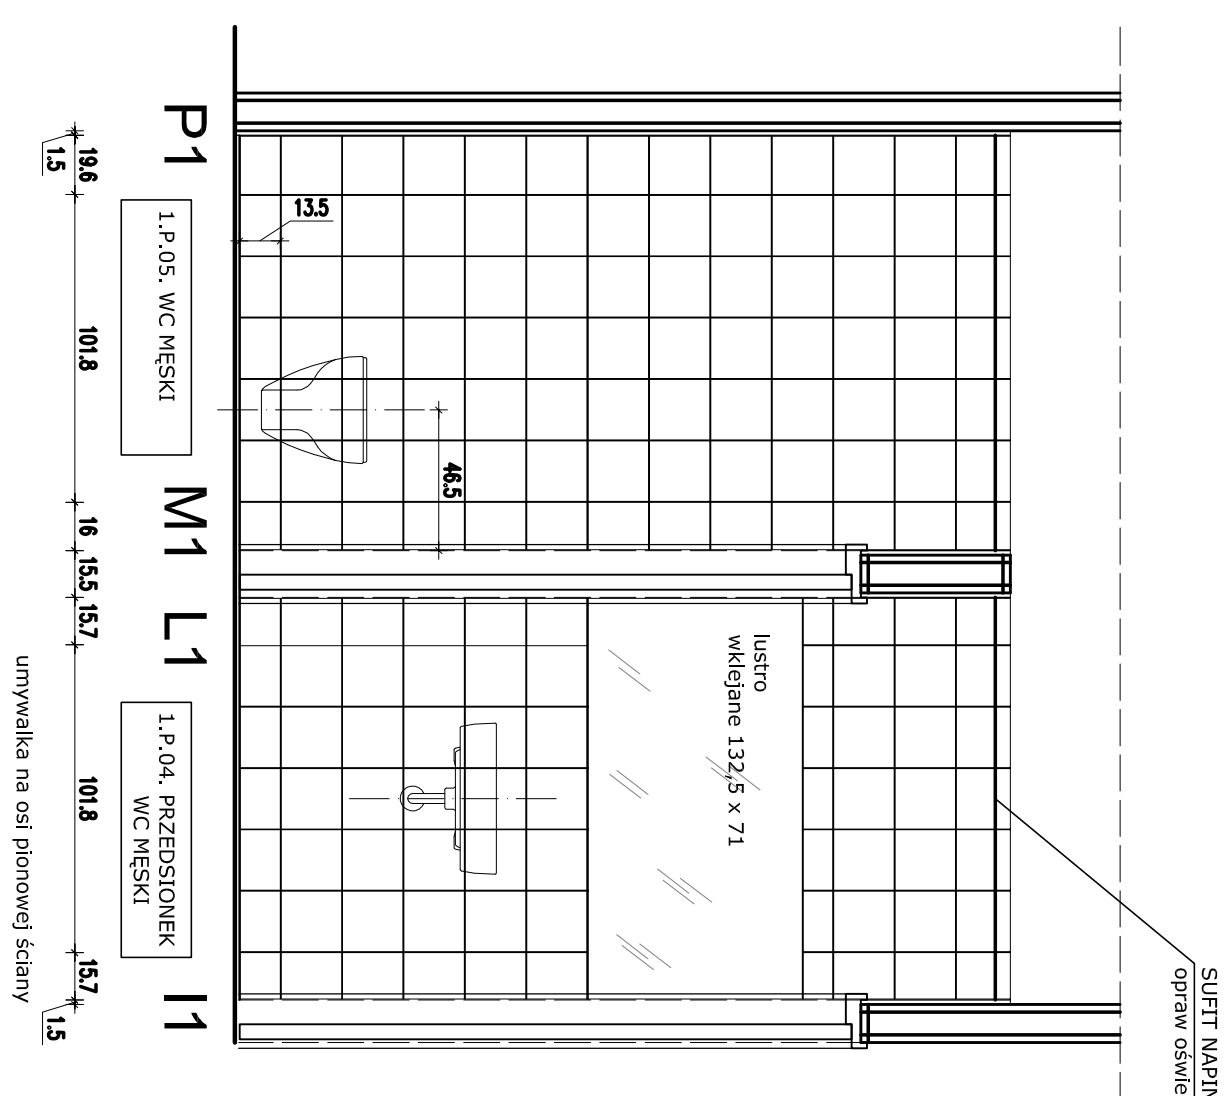 SUFIT NAPIN
opraw oświe
lustro
wklejane 132,5 x 71
13.5
46.5
P1 M1 L1 I1
1.P.05. WC MĘSKI
1.P.04. PRZEDSIONEK
WC MĘSKI
19.6 101.8 16 15.5 15.7 101.8 15.7
1.5 1.5
umywalka na osi pionowej ściany